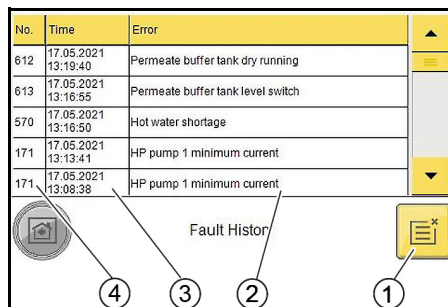 No. Time Error
612 17.05.2021 13:19:40 Permeate buffer tank dry running
613 17.05.2021 13:16:55 Permeate buffer tank level switch
570 17.05.2021 13:16:50 Hot water shortage
171 17.05.2021 13:13:41 HP pump 1 minimum current
171 17.05.2021 13:08:38 HP pump 1 minimum current
Fault Histor
4 3 2 1